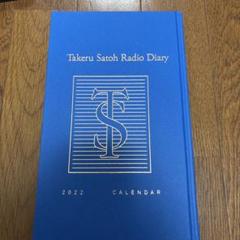 Takeru Satoh Radio Diary
TS
2022 CALENDAR